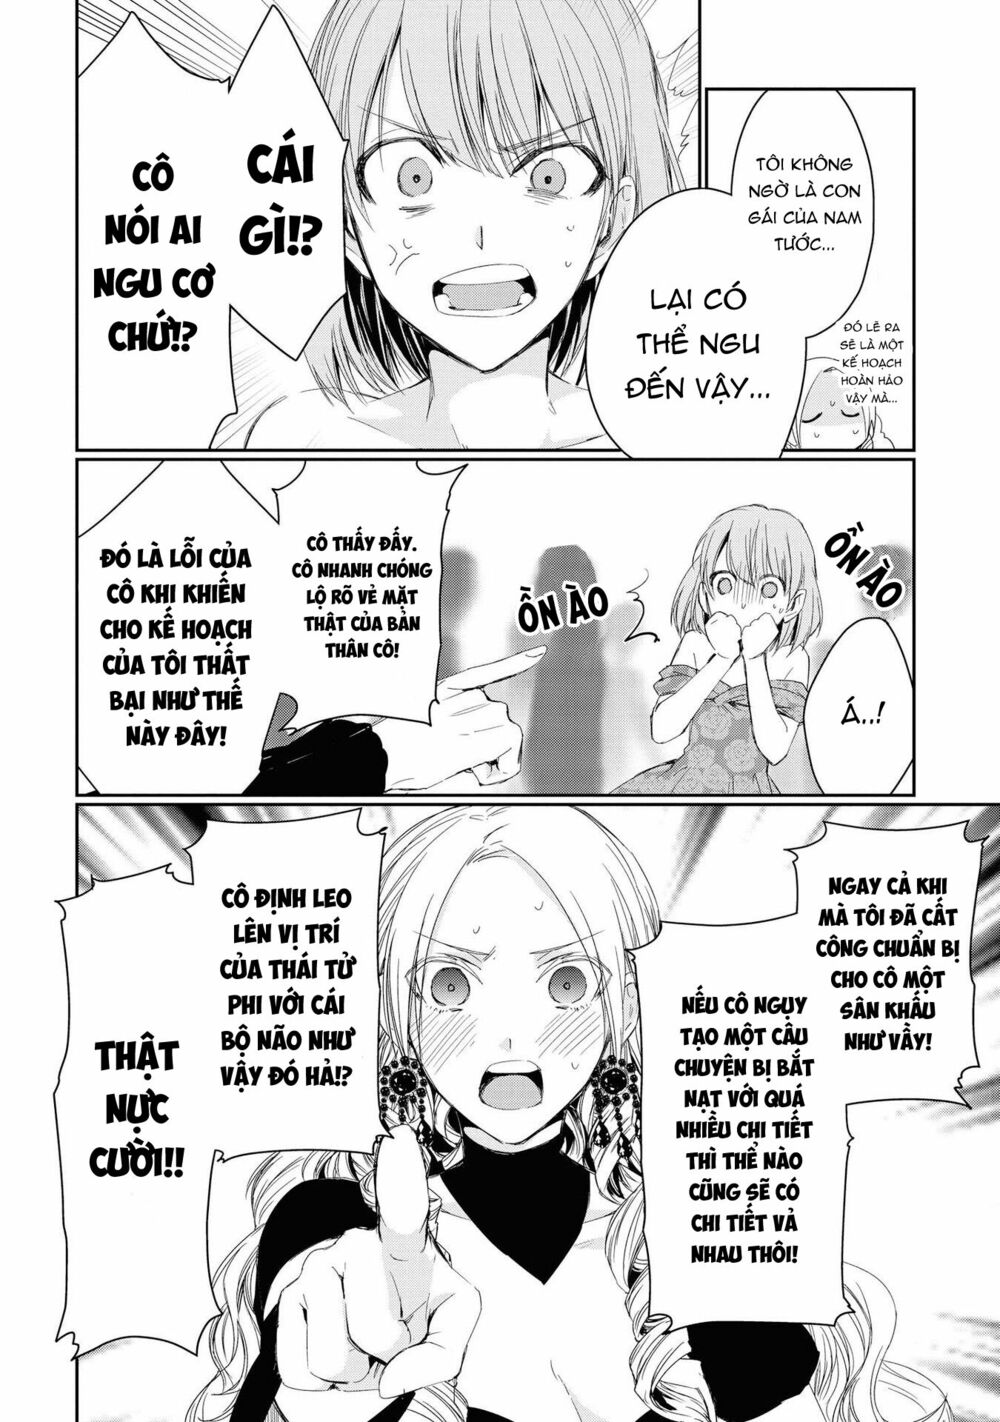 TÔI KHÔNG
NGỜ LÀ CON
GÁI CỦA NAM
TƯỚC...
LẠI CÓ
THỂ NGU
ĐẾN VẬY...
ĐÓ LẼ RA
SẼ LÀ MỘT
KẾ HOẠCH
HOÀN HẢO
VẬY MÀ...
CÁI
GÌ!?
CÔ
NÓI AI
NGU CƠ
CHỨ!?
ỒN ÀO
Á..!
ỒN ÀO
CÔ THẤY ĐẤY.
CÔ NHANH CHÓNG
LỘ RÕ VẺ MẶT
THẬT CỦA BẢN
THÂN CÔ!
ĐÓ LÀ LỖI CỦA
CÔ KHI KHIẾN
CHO KẾ HOẠCH
CỦA TÔI THẤT
BẠI NHƯ THẾ
NÀY ĐÂY!
NGAY CẢ KHI
MÀ TÔI ĐÃ CẤT
CÔNG CHUẨN BỊ
CHO CÔ MỘT
SÂN KHẤU
NHƯ VẦY!
NẾU CÔ NGỤY
TẠO MỘT CÂU
CHUYỆN BỊ BẮT
NẠT VỚI QUÁ
NHIỀU CHI TIẾT
THÌ THẾ NÀO
CŨNG SẼ CÓ
CHI TIẾT VẢ
NHAU THÔI!
CÔ ĐỊNH LEO
LÊN VỊ TRÍ
CỦA THÁI TỬ
PHI VỚI CÁI
BỘ NÃO NHƯ
VẬY ĐÓ HẢ!?
THẬT
NỰC
CƯỜI!!